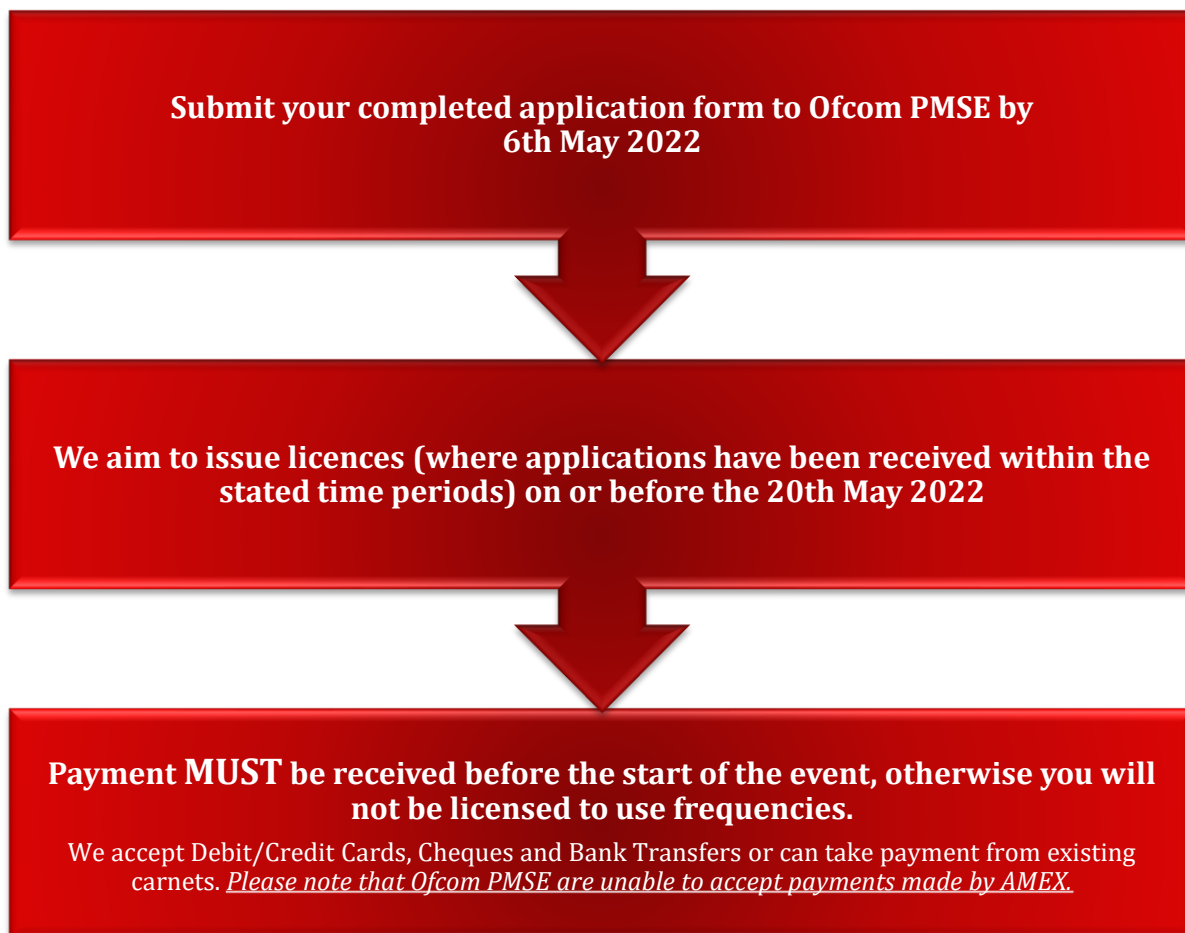 Submit your completed application form to Ofcom PMSE by
6th May 2022
We aim to issue licences (where applications have been received within the
stated time periods) on or before the 20th May 2022
Payment MUST be received before the start of the event, otherwise you will
not be licensed to use frequencies.
We accept Debit/Credit Cards, Cheques and Bank Transfers or can take payment from existing
carnets. Please note that Ofcom PMSE are unable to accept payments made by AMEX.